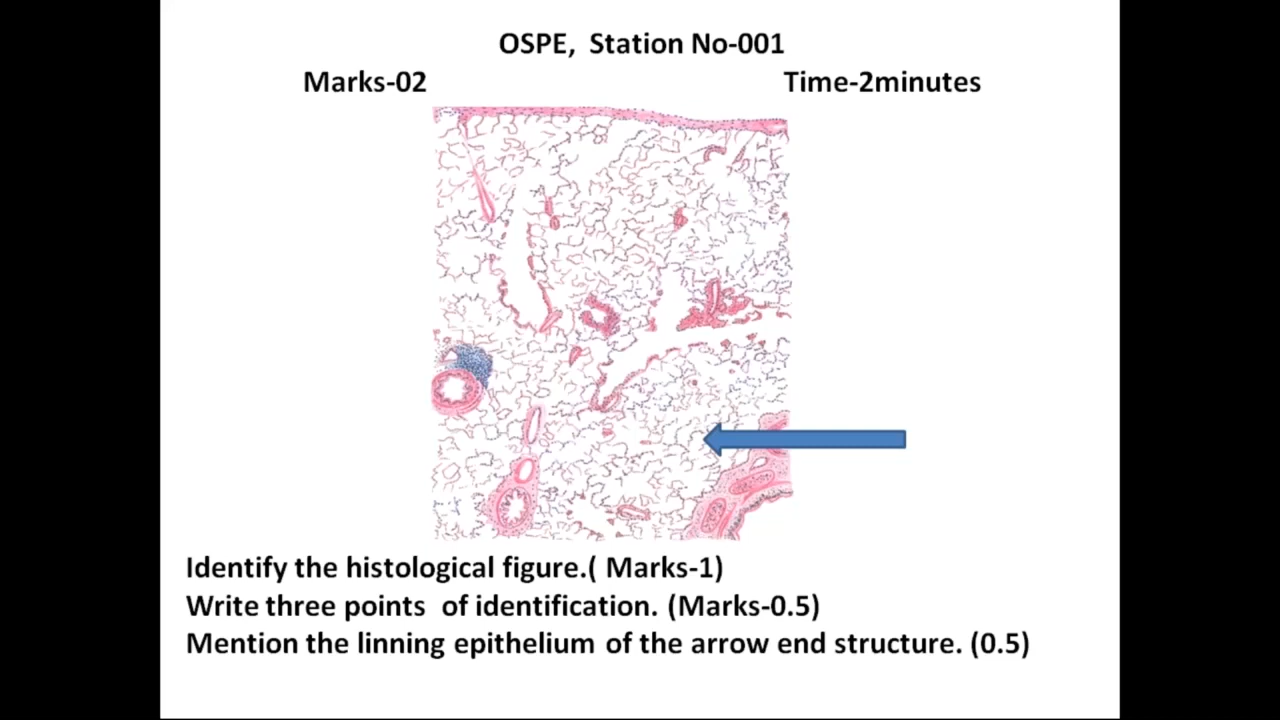 OSPE, Station No-001
Marks-02 Time-2minutes
Identify the histological figure.( Marks-1)
Write three points of identification. (Marks-0.5)
Mention the linning epithelium of the arrow end structure. (0.5)